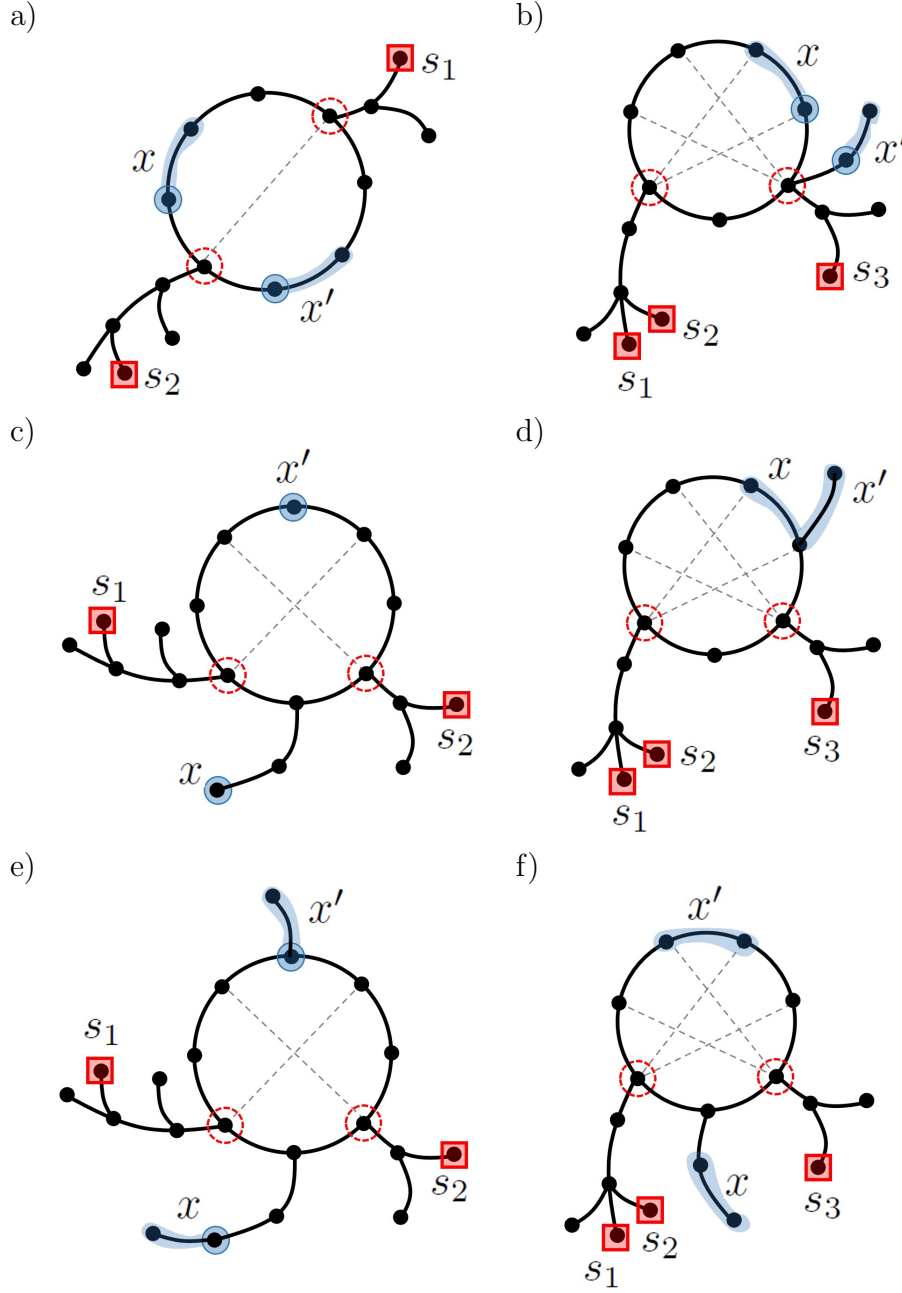 a)
s₁
x
x′
s₂
b)
x
x′
s₃
s₂
s₁
c)
x′
s₁
s₂
x
d)
x
x′
s₂
s₃
s₁
e)
x′
s₁
s₂
x
f)
x′
x
s₃
s₂
s₁